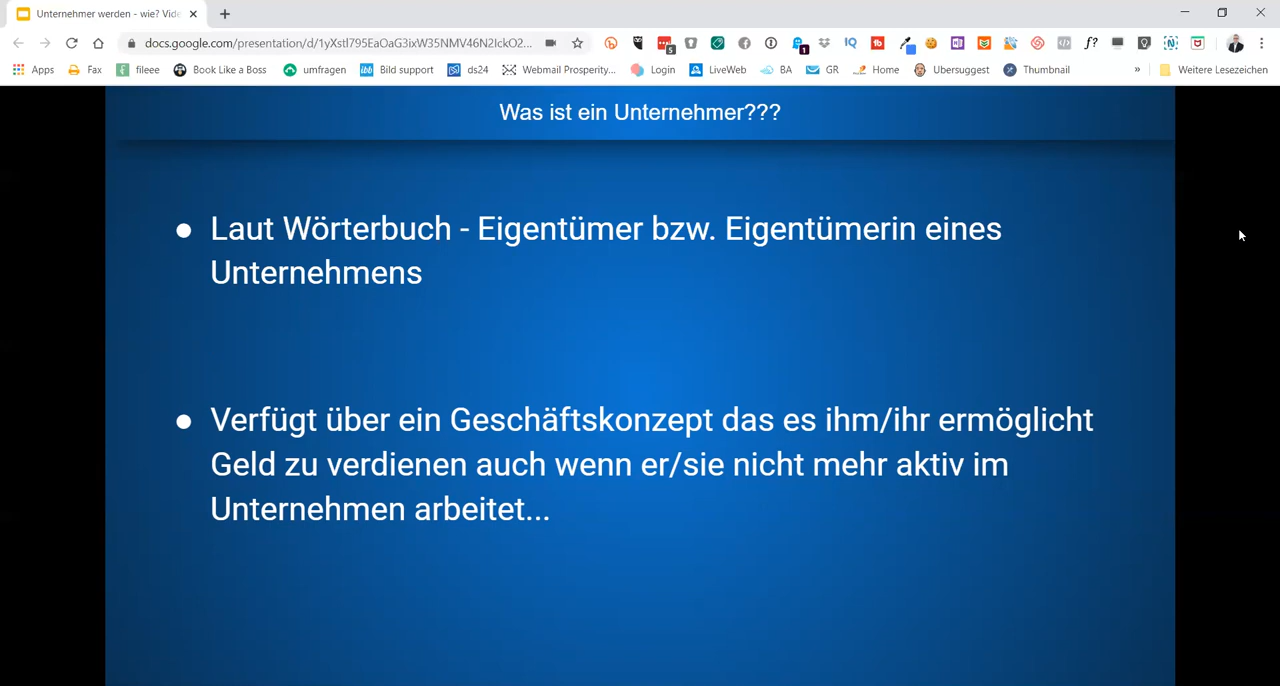 Unternehmer werden - wie? Vide
docs.google.com/presentation/d/1yXstI795EaOaG3ixW35NMV46N2IckO2...
Apps Fax fileee Book Like a Boss umfragen Bild support ds24 Webmail Prosperity... Login LiveWeb BA GR Home Ubersuggest Thumbnail » Weitere Lesezeichen
Was ist ein Unternehmer???
● Laut Wörterbuch - Eigentümer bzw. Eigentümerin eines
Unternehmens
● Verfügt über ein Geschäftskonzept das es ihm/ihr ermöglicht
Geld zu verdienen auch wenn er/sie nicht mehr aktiv im
Unternehmen arbeitet...